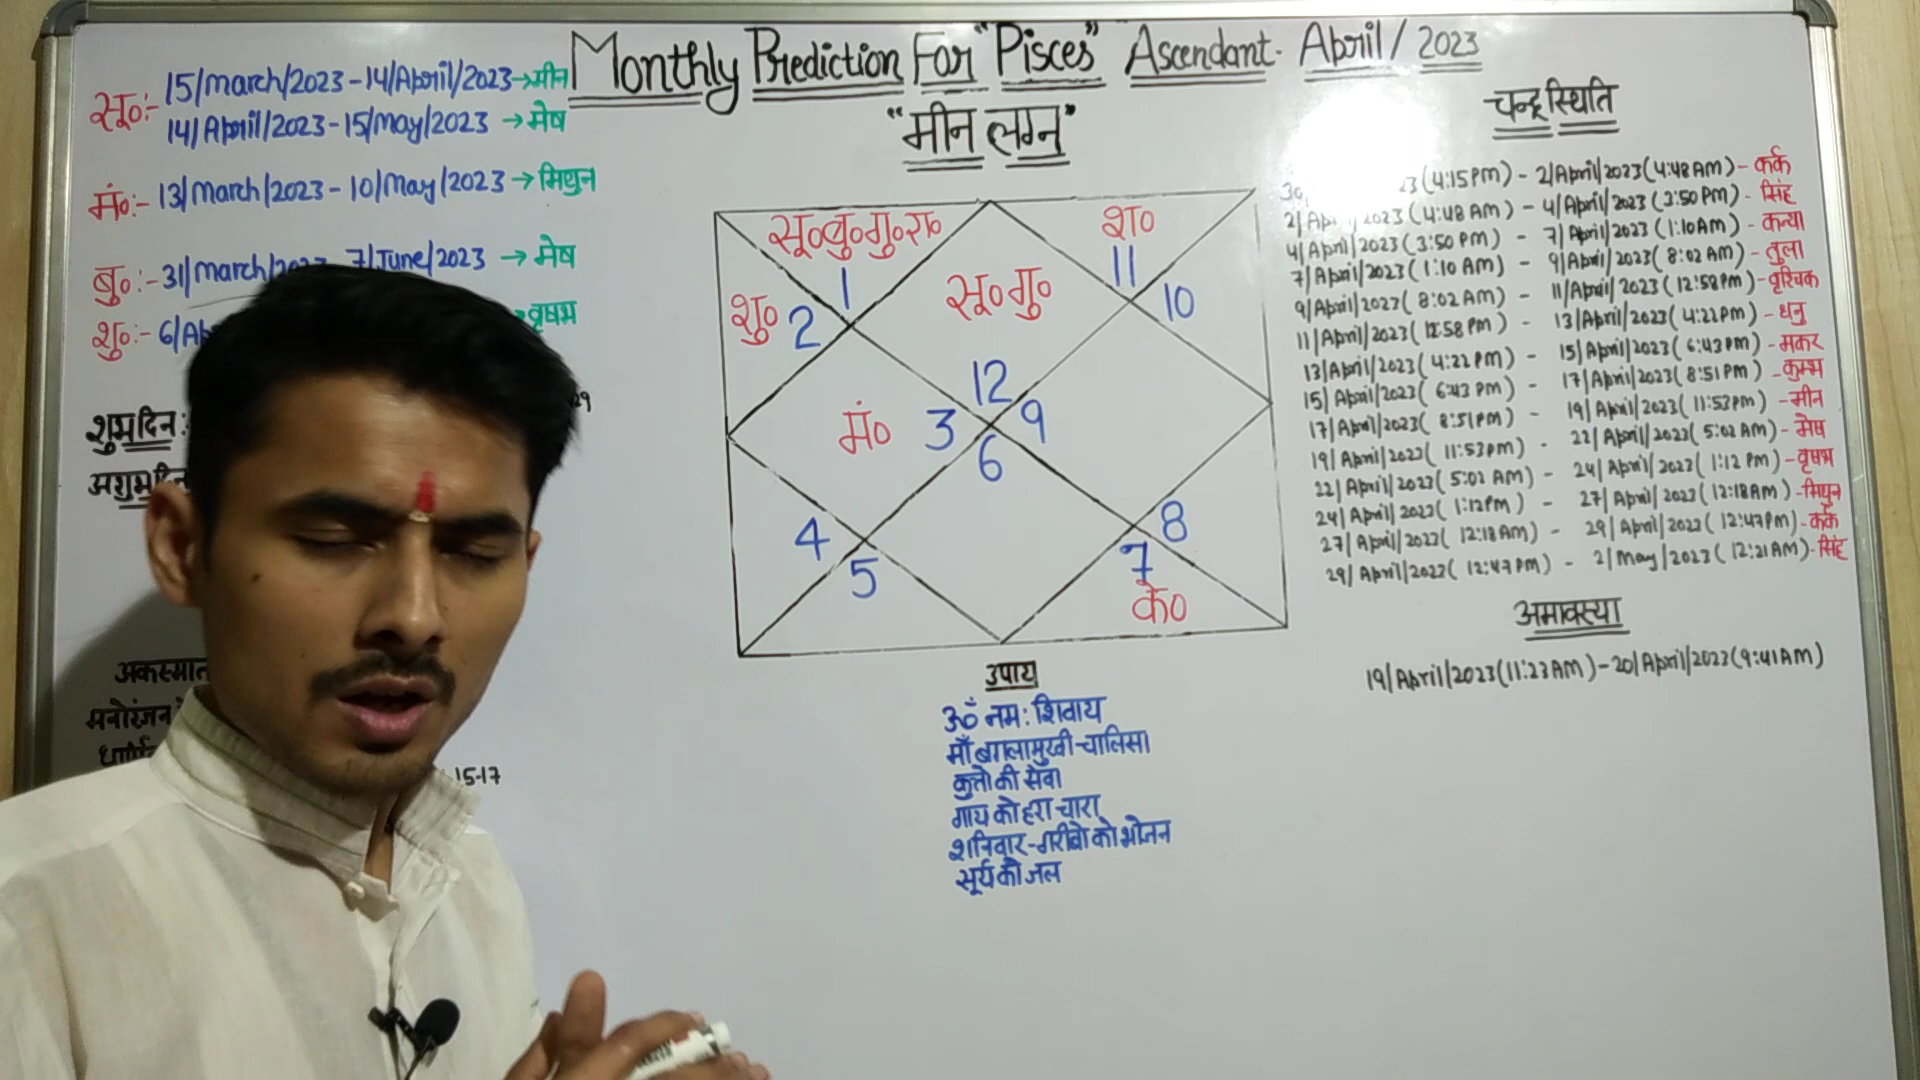 Monthly Prediction For "Pisces" Ascendant - April / 2023
"मीन लग्न"
सू०:- 15/March/2023 - 14/April/2023 → मीन
14/April/2023 - 15/May/2023 → मेष
मं०:- 13/March/2023 - 10/May/2023 → मिथुन
बु०:- 31/March/2023 - 7/June/2023 → मेष
शु०:- 6/Ap
वृषभ
29
शुभ दिन:
अशुभ दिन
अकस्मात
मनोरंजन
15-17
सू० बु० गु० रा०
1
शु० 2
सू० गु०
12
श०
11
10
मं० 3
9
6
4
5
8
7
के०
उपाय
ॐ नमः शिवाय
माँ बगलामुखी-चालिसा
कुत्तो की सेवा
गाय को हरा चारा
शनिवार-गरीबो को भोजन
सूर्य को जल
चन्द्र स्थिति
30 23 (4:15 PM) - 2/April/2023 (4:48 AM) - कर्क
2/Ap 2023 (4:48 AM) - 4/April/2023 (3:50 PM) - सिंह
4/April/2023 (3:50 PM) - 7/April/2023 (1:10 AM) - कन्या
7/April/2023 (1:10 AM) - 9/April/2023 (8:02 AM) - तुला
9/April/2023 (8:02 AM) - 11/April/2023 (12:58 PM) - वृश्चिक
11/April/2023 (12:58 PM) - 13/April/2023 (4:22 PM) - धनु
13/April/2023 (4:22 PM) - 15/April/2023 (6:43 PM) - मकर
15/April/2023 (6:43 PM) - 17/April/2023 (8:51 PM) - कुम्भ
17/April/2023 (8:51 PM) - 19/April/2023 (11:53 PM) - मीन
19/April/2023 (11:53 PM) - 22/April/2023 (5:02 AM) - मेष
22/April/2023 (5:02 AM) - 24/April/2023 (1:12 PM) - वृषभ
24/April/2023 (1:12 PM) - 27/April/2023 (12:18 AM) - मिथुन
27/April/2023 (12:18 AM) - 29/April/2023 (12:47 PM) - कर्क
29/April/2023 (12:47 PM) - 2/May/2023 (12:21 AM) - सिंह
अमावस्या
19/April/2023 (11:23 AM) - 20/April/2023 (9:41 AM)